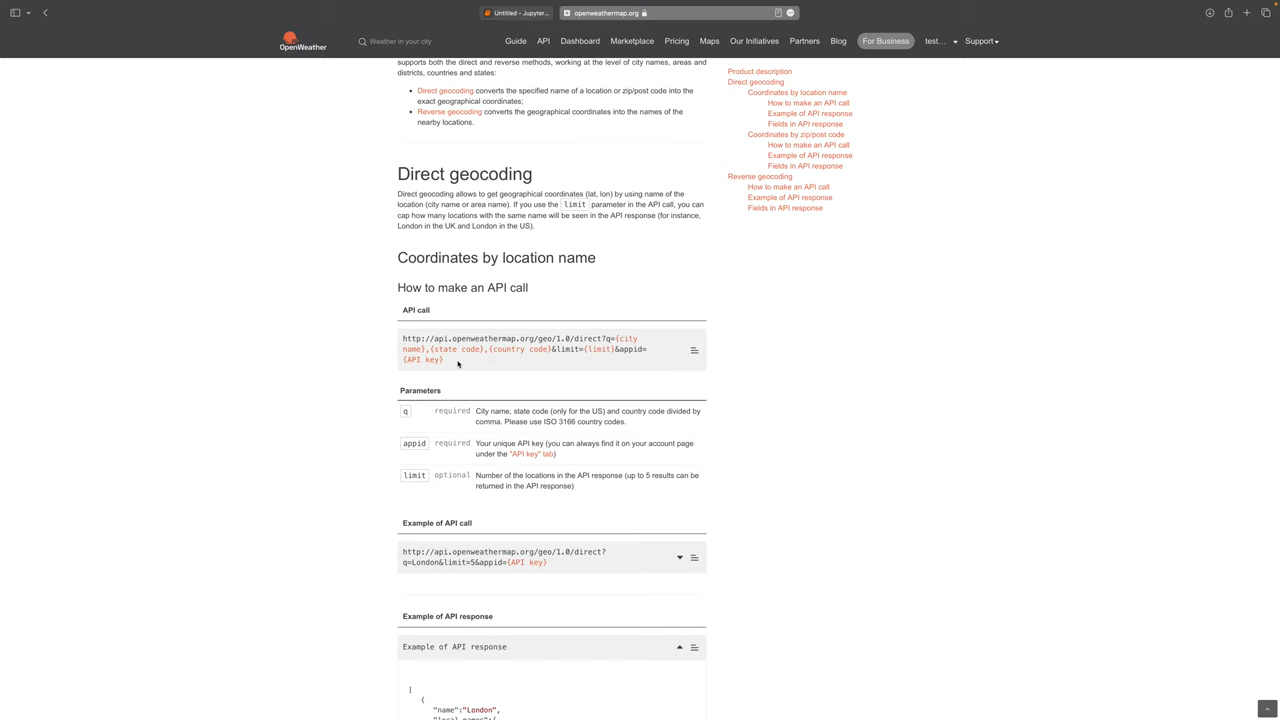 Untitled - Jupyter...
openweathermap.org
OpenWeather
Weather in your city
Guide
API
Dashboard
Marketplace
Pricing
Maps
Our Initiatives
Partners
Blog
For Business
test...
Support
supports both the direct and reverse methods, working at the level of city names, areas and
districts, countries and states:
Direct geocoding converts the specified name of a location or zip/post code into the
exact geographical coordinates;
Reverse geocoding converts the geographical coordinates into the names of the
nearby locations.
Direct geocoding
Direct geocoding allows to get geographical coordinates (lat, lon) by using name of the
location (city name or area name). If you use the limit parameter in the API call, you can
cap how many locations with the same name will be seen in the API response (for instance,
London in the UK and London in the US).
Coordinates by location name
How to make an API call
API call
http://api.openweathermap.org/geo/1.0/direct?q={city
name},{state code},{country code}&limit={limit}&appid=
{API key}
Parameters
q required City name, state code (only for the US) and country code divided by
comma. Please use ISO 3166 country codes.
appid required Your unique API key (you can always find it on your account page
under the "API key" tab)
limit optional Number of the locations in the API response (up to 5 results can be
returned in the API response)
Example of API call
http://api.openweathermap.org/geo/1.0/direct?
q=London&limit=5&appid={API key}
Example of API response
Example of API response
[
{
"name":"London",
"local_names":{
Product description
Direct geocoding
Coordinates by location name
How to make an API call
Example of API response
Fields in API response
Coordinates by zip/post code
How to make an API call
Example of API response
Fields in API response
Reverse geocoding
How to make an API call
Example of API response
Fields in API response